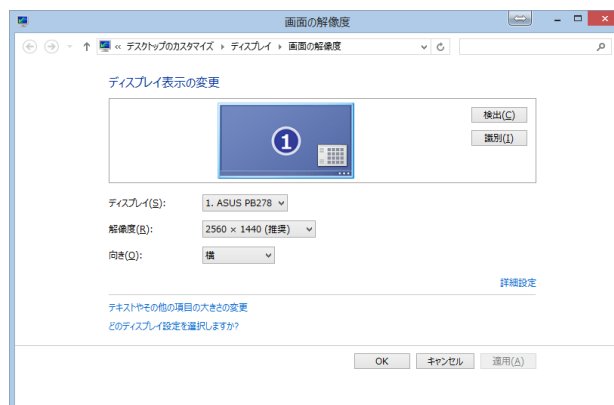 画面の解像度
« デスクトップのカスタマイズ ▸ ディスプレイ ▸ 画面の解像度
ディスプレイ表示の変更
1
検出(C)
識別(I)
ディスプレイ(S): 1. ASUS PB278
解像度(R): 2560 × 1440 (推奨)
向き(O): 横
詳細設定
テキストやその他の項目の大きさの変更
どのディスプレイ設定を選択しますか?
OK キャンセル 適用(A)